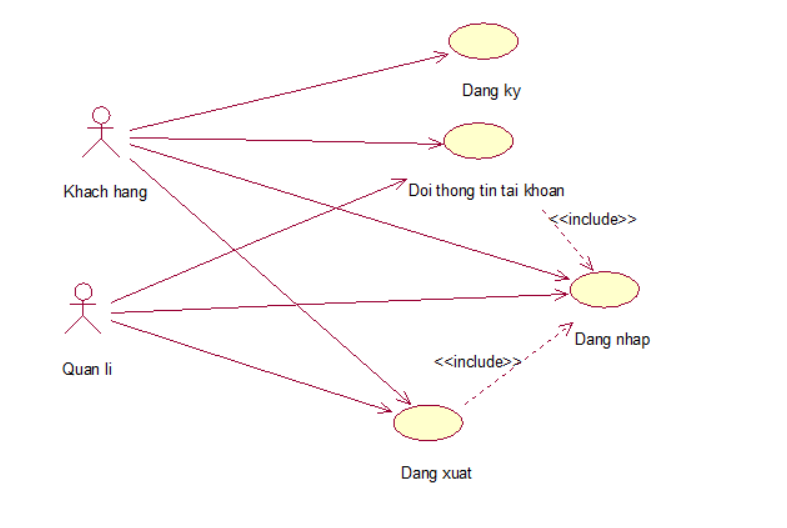 Dang ky
Khach hang
Doi thong tin tai khoan
<<include>>
Dang nhap
<<include>>
Quan li
Dang xuat